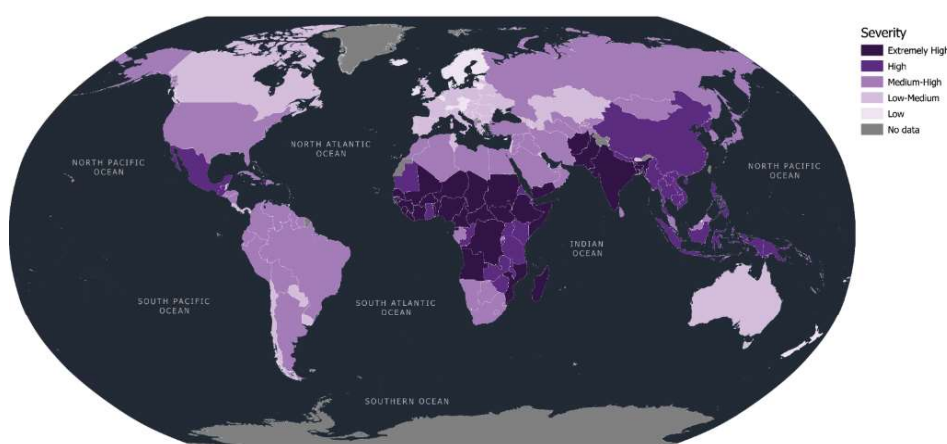 Severity
Extremely High
High
Medium-High
Low-Medium
Low
No data
NORTH PACIFIC
OCEAN
NORTH ATLANTIC
OCEAN
NORTH PACIFIC
OCEAN
INDIAN
OCEAN
SOUTH PACIFIC
OCEAN
SOUTH ATLANTIC
OCEAN
SOUTHERN OCEAN